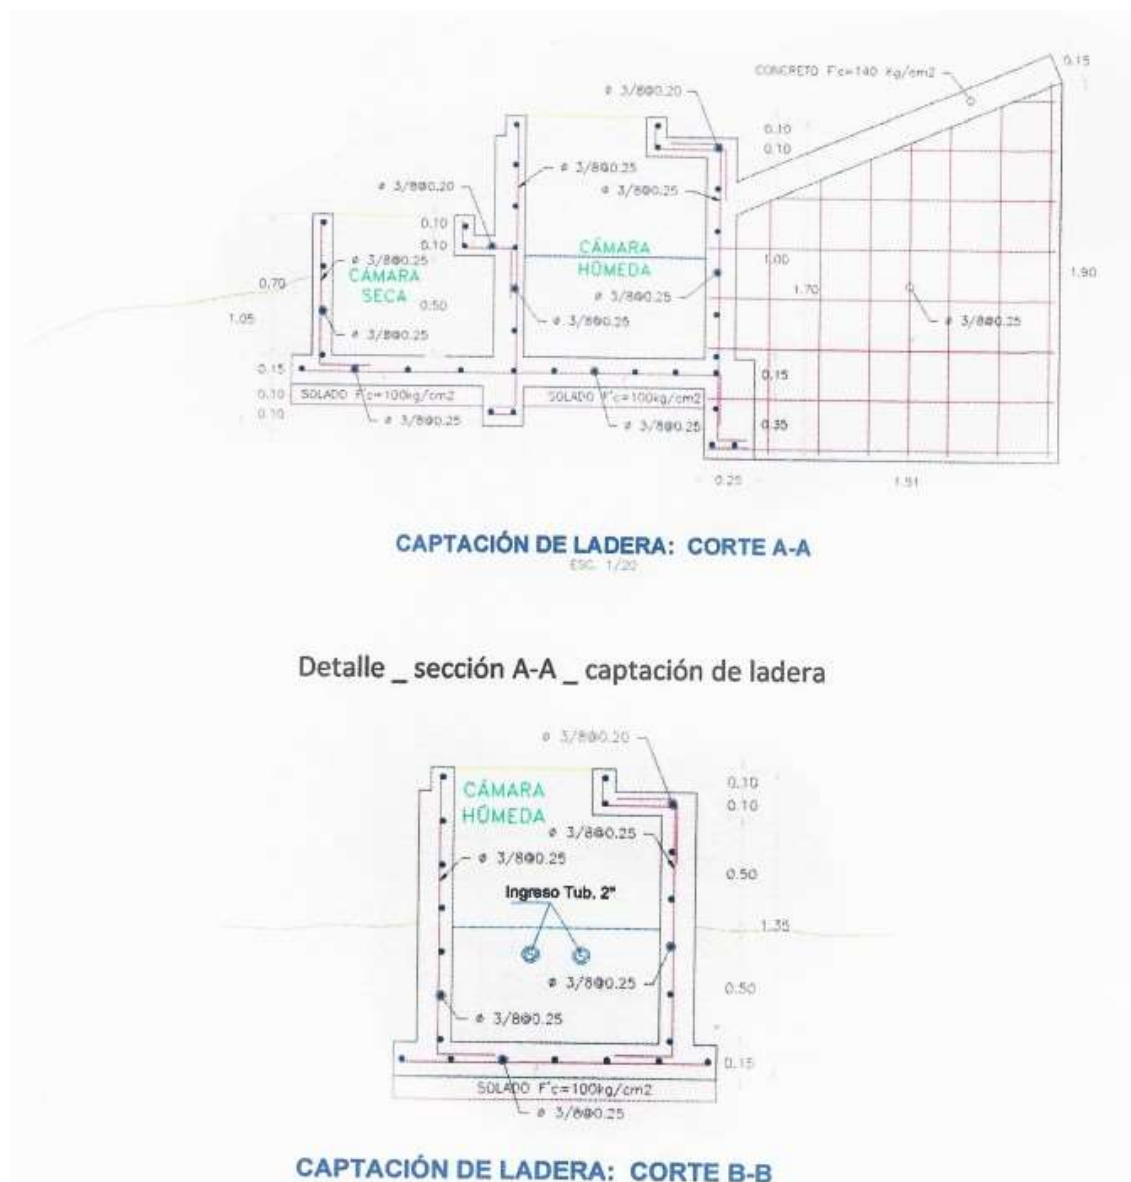 CONCRETO F'c=140 Kg/cm2
0.15
ø 3/8@0.20
0.10
0.10
ø 3/8@0.25
ø 3/8@0.20
ø 3/8@0.25
0.10
0.10
CÁMARA
HÚMEDA
ø 3/8@0.25
CÁMARA
SECA
0.70
1.00
1.90
1.70
ø 3/8@0.25
0.50
1.05
ø 3/8@0.25
ø 3/8@0.25
ø 3/8@0.25
0.15
0.15
0.10
SOLADO F'c=100kg/cm2
SOLADO F'c=100kg/cm2
0.10
ø 3/8@0.25
ø 3/8@0.25
0.35
0.25
1.51
CAPTACIÓN DE LADERA: CORTE A-A
ESC. 1/20
Detalle _ sección A-A _ captación de ladera
ø 3/8@0.20
CÁMARA
HÚMEDA
0.10
0.10
ø 3/8@0.25
ø 3/8@0.25
0.50
Ingreso Tub. 2"
1.35
ø 3/8@0.25
0.50
ø 3/8@0.25
0.15
SOLADO F'c=100kg/cm2
ø 3/8@0.25
CAPTACIÓN DE LADERA: CORTE B-B